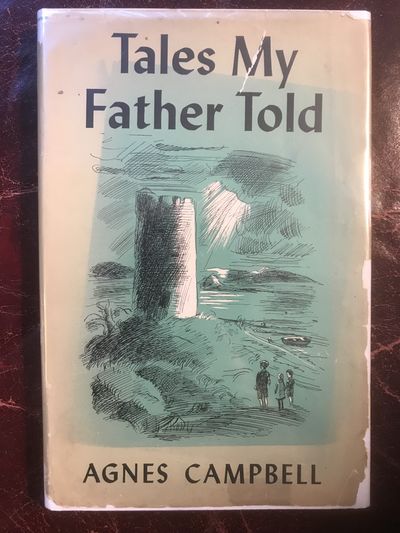 Tales My
Father Told
AGNES CAMPBELL